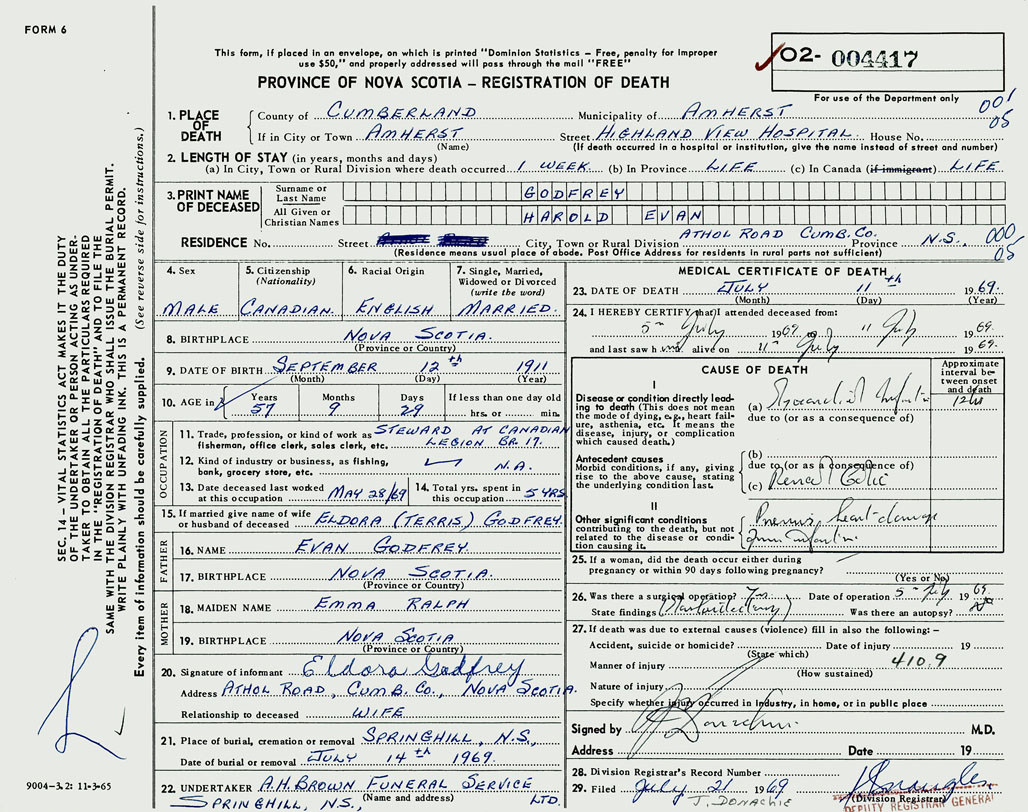 FORM 6
This form, if placed in an envelope, on which is printed "Dominion Statistics – Free, penalty for improper
use $50," and properly addressed will pass through the mail "FREE"
PROVINCE OF NOVA SCOTIA – REGISTRATION OF DEATH
O2- 004417
For use of the Department only
001
05
1. PLACE OF DEATH
County of CUMBERLAND Municipality of AMHERST
If in City or Town AMHERST Street HIGHLAND VIEW HOSPITAL House No.
(Name) (If death occurred in a hospital or institution, give the name instead of street and number)
2. LENGTH OF STAY (in years, months and days)
(a) In City, Town or Rural Division where death occurred 1 WEEK (b) In Province LIFE (c) In Canada (if immigrant) LIFE
3. PRINT NAME OF DECEASED
Surname or Last Name GODFREY
All Given or Christian Names HAROLD EVAN
RESIDENCE No. Street City, Town or Rural Division ATHOL ROAD CUMB. CO. Province N.S. 000
05
(Residence means usual place of abode. Post Office Address for residents in rural parts not sufficient)
4. Sex
MALE
5. Citizenship
(Nationality)
CANADIAN.
6. Racial Origin
ENGLISH
7. Single, Married,
Widowed or Divorced
(write the word)
MARRIED.
8. BIRTHPLACE NOVA SCOTIA
(Province or Country)
9. DATE OF BIRTH SEPTEMBER 12th 1911
(Month) (Day) (Year)
10. AGE in
Years 57
Months 9
Days 29
If less than one day old
hrs. or min.
OCCUPATION
11. Trade, profession, or kind of work as STEWARD AT CANADIAN
fisherman, office clerk, sales clerk, etc. LEGION BR. 17.
12. Kind of industry or business, as fishing,
bank, grocery store, etc. N.A.
13. Date deceased last worked
at this occupation MAY 28/69
14. Total yrs. spent in
this occupation 5 YRS
15. If married give name of wife
or husband of deceased ELDORA (TERRIS) GODFREY.
FATHER
16. NAME EVAN GODFREY.
17. BIRTHPLACE NOVA SCOTIA.
(Province or Country)
MOTHER
18. MAIDEN NAME EMMA RALPH
19. BIRTHPLACE NOVA SCOTIA
(Province or Country)
20. Signature of informant Eldora Godfrey
Address ATHOL ROAD, CUMB. CO., NOVA SCOTIA.
Relationship to deceased WIFE
21. Place of burial, cremation or removal SPRINGHILL, N.S.,
Date of burial or removal JULY 14th 1969.
22. UNDERTAKER A.H. BROWN FUNERAL SERVICE
(Name and address)
SPRINGHILL, N.S., LTD.
MEDICAL CERTIFICATE OF DEATH
23. DATE OF DEATH JULY 11th 1969.
(Month) (Day) (Year)
24. I HEREBY CERTIFY that I attended deceased from:
5th July 1969 11 July 1969.
and last saw him alive on 11th July 1969.
CAUSE OF DEATH
Approximate interval between onset and death
I
Disease or condition directly leading
to death (This does not mean
the mode of dying, e.g., heart failure,
asthenia, etc. It means the
disease, injury, or complication
which caused death.)
(a) Myocardial Infarction 12 hr
due to (or as a consequence of)
Antecedent causes
Morbid conditions, if any, giving
rise to the above cause, stating
the underlying condition last.
(b)
due to (or as a consequence of)
(c) Renal Colic
II
Other significant conditions
contributing to the death, but not
related to the disease or condition
causing it.
Previous heart damage
25. If a woman, did the death occur either during
pregnancy or within 90 days following pregnancy?
(Yes or No)
26. Was there a surgical operation? Yes Date of operation 5th July 1969.
State findings Was there an autopsy? No
27. If death was due to external causes (violence) fill in also the following: –
Accident, suicide or homicide? Date of injury 19
(State which)
Manner of injury 410.9
(How sustained)
Nature of injury
Specify whether injury occurred in industry, in home, or in public place
Signed by M.D.
Address Date 19
28. Division Registrar's Record Number
29. Filed July 21 1969
J. DONACHIE
(Division Registrar)
DEPUTY REGISTRAR GENERAL
SEC. 14 – VITAL STATISTICS ACT MAKES IT THE DUTY
OF THE UNDERTAKER OR PERSON ACTING AS UNDERTAKER
TO OBTAIN ALL THE PARTICULARS REQUIRED
IN THE "REGISTRATION OF DEATH" AND TO FILE THE
SAME WITH THE DIVISION REGISTRAR WHO SHALL ISSUE THE BURIAL PERMIT.
WRITE PLAINLY WITH UNFADING INK. THIS IS A PERMANENT RECORD.
Every item of information should be carefully supplied. (See reverse side for instructions.)
9004-3.2: 11-3-65